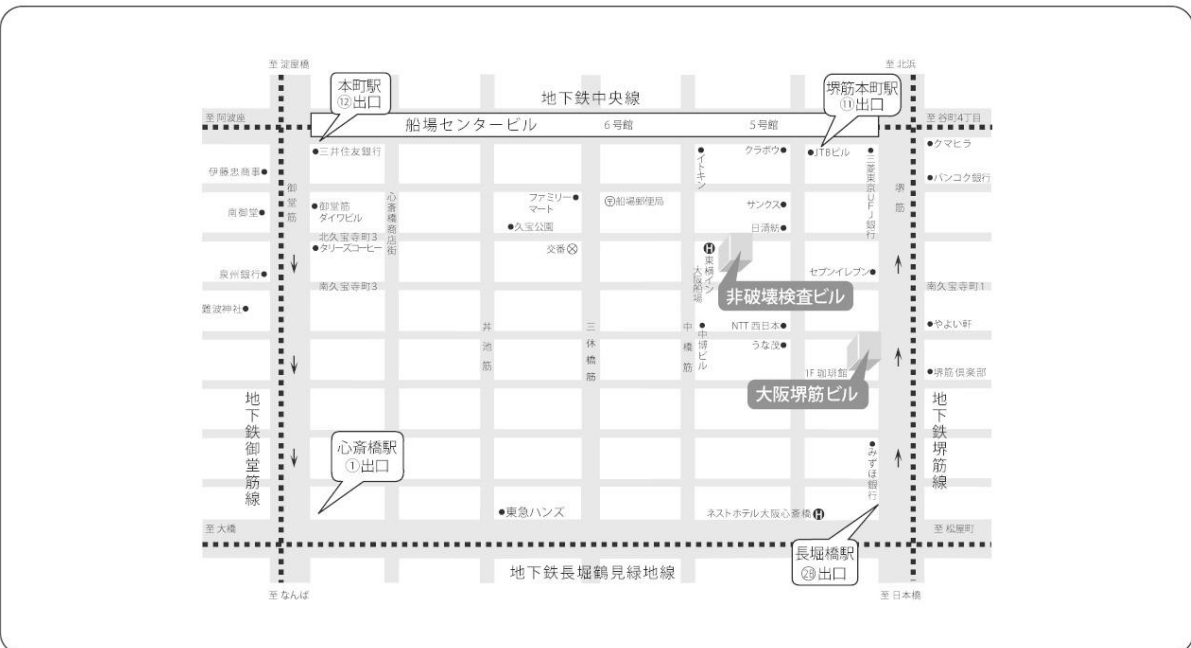 至 淀屋橋
至 北浜
本町駅
⑫出口
地下鉄中央線
堺筋本町駅
⑪出口
至 阿波座
船場センタービル
6号館
5号館
至 谷町4丁目
●三井住友銀行
●イトキン
クラボウ●
●JTBビル
●三菱東京UFJ銀行
●クマヒラ
伊藤忠商事●
●バンコク銀行
御堂筋
心斎橋商店街
堺筋
南御堂●
●御堂筋
ダイワビル
ファミリー●
マート
〒船場郵便局
サンクス●
●久宝公園
日清紡●
北久宝寺町3
●タリーズコーヒー
交番
H
東横イン
大阪船場
泉州銀行●
セブンイレブン●
南久宝寺町3
非破壊検査ビル
南久宝寺町1
難波神社●
丼池筋
三休橋筋
中橋筋
●中博ビル
NTT 西日本●
●やよい軒
うな茂●
1F 珈琲館
●堺筋倶楽部
大阪堺筋ビル
地下鉄御堂筋線
地下鉄堺筋線
心斎橋駅
①出口
●みずほ銀行
●東急ハンズ
ネストホテル大阪心斎橋H
至 大橋
至 松屋町
長堀橋駅
地下鉄長堀鶴見緑地線
至 なんば
至 日本橋